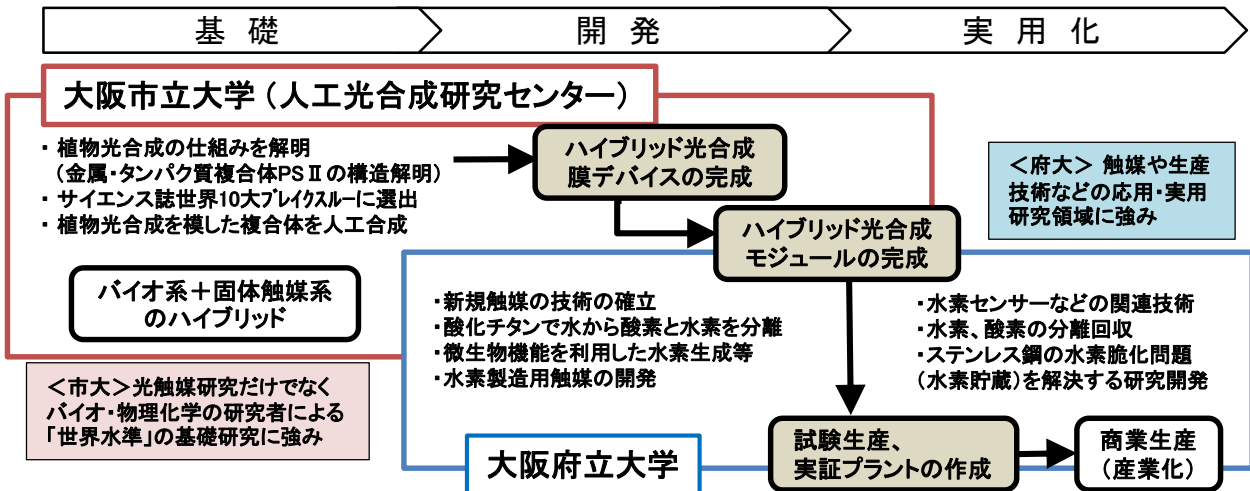 基 礎
開 発
実 用 化
大阪市立大学（人工光合成研究センター）
・ 植物光合成の仕組みを解明
（金属・タンパク質複合体PSⅡの構造解明）
・ サイエンス誌世界10大ブレイクスルーに選出
・ 植物光合成を模した複合体を人工合成
ハイブリッド光合成
膜デバイスの完成
＜府大＞ 触媒や生産
技術などの応用・実用
研究領域に強み
ハイブリッド光合成
モジュールの完成
バイオ系＋固体触媒系
のハイブリッド
・新規触媒の技術の確立
・酸化チタンで水から酸素と水素を分離
・微生物機能を利用した水素生成等
・水素製造用触媒の開発
・水素センサーなどの関連技術
・水素、酸素の分離回収
・ステンレス鋼の水素脆化問題
（水素貯蔵）を解決する研究開発
＜市大＞光触媒研究だけでなく
バイオ・物理化学の研究者による
「世界水準」の基礎研究に強み
大阪府立大学
試験生産、
実証プラントの作成
商業生産
（産業化）